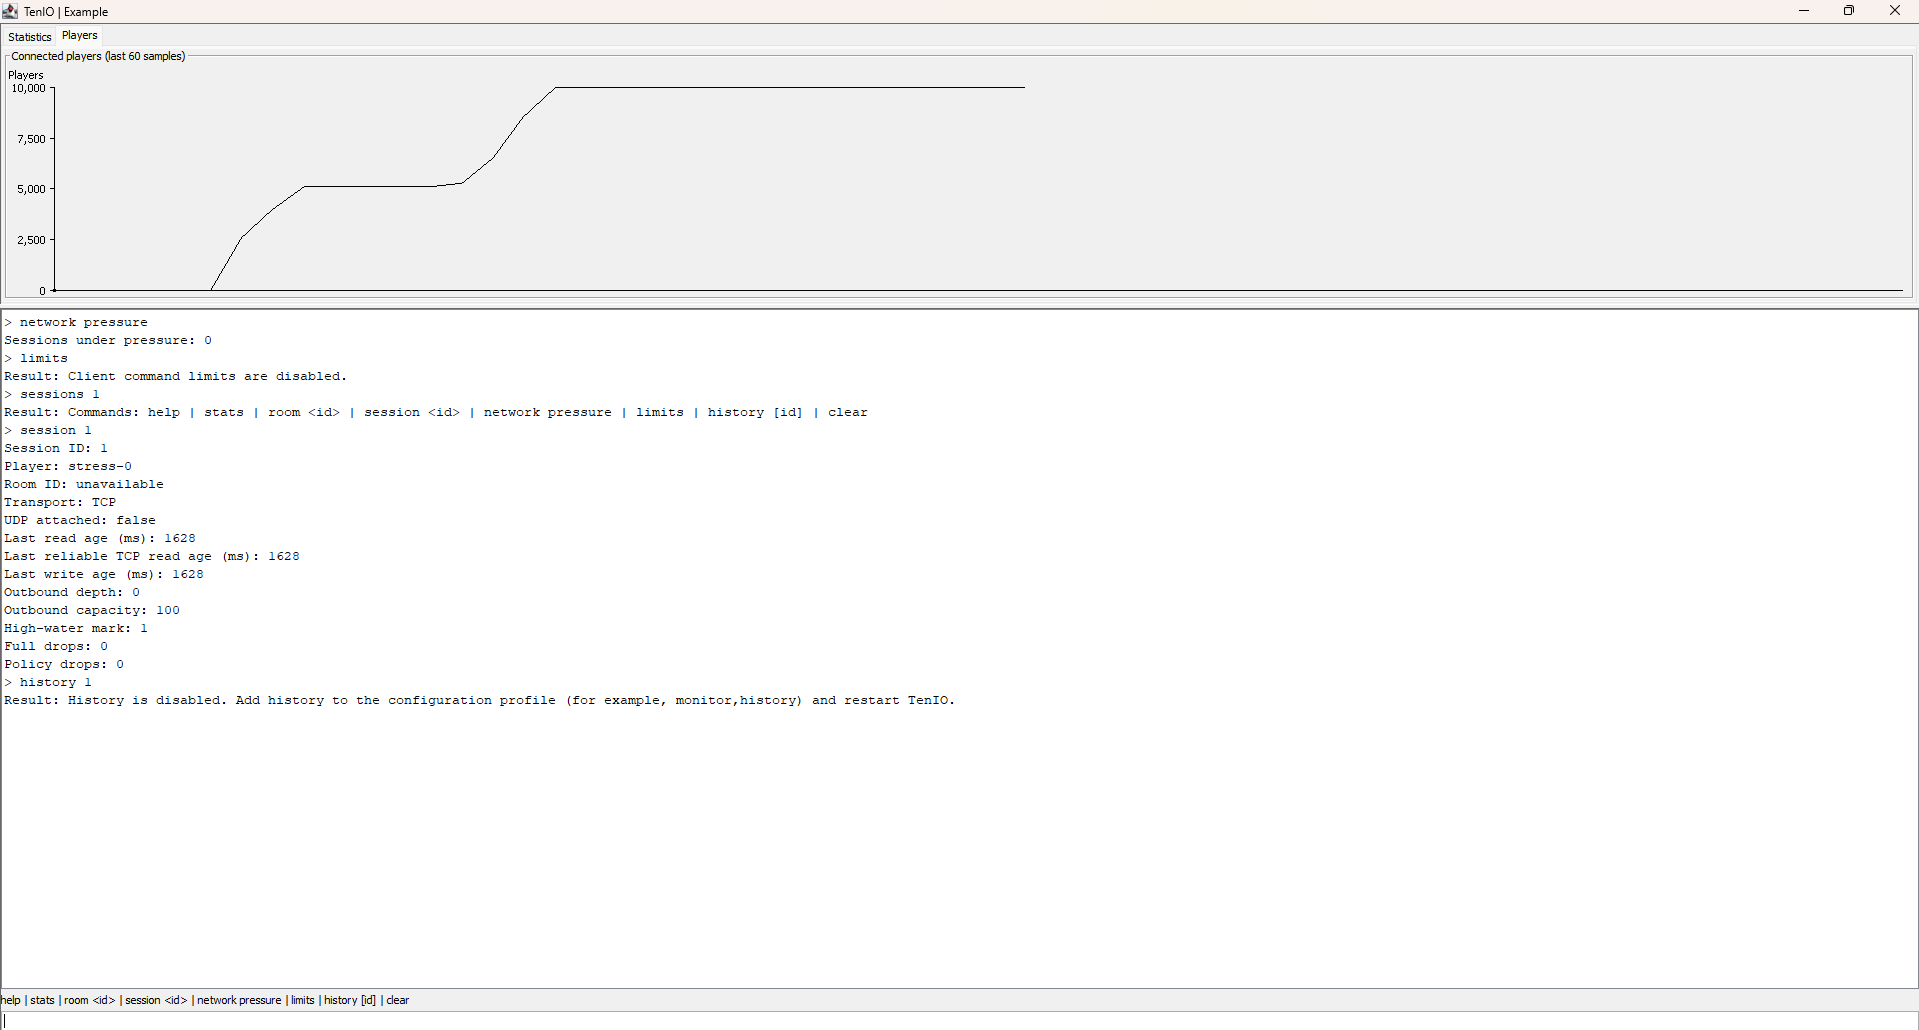 TenIO | Example
Statistics Players
Connected players (last 60 samples)
Players
10,000
7,500
5,000
2,500
0
> network pressure
Sessions under pressure: 0
> limits
Result: Client command limits are disabled.
> sessions 1
Result: Commands: help | stats | room <id> | session <id> | network pressure | limits | history [id] | clear
> session 1
Session ID: 1
Player: stress-0
Room ID: unavailable
Transport: TCP
UDP attached: false
Last read age (ms): 1628
Last reliable TCP read age (ms): 1628
Last write age (ms): 1628
Outbound depth: 0
Outbound capacity: 100
High-water mark: 1
Full drops: 0
Policy drops: 0
> history 1
Result: History is disabled. Add history to the configuration profile (for example, monitor,history) and restart TenIO.
help | stats | room <id> | session <id> | network pressure | limits | history [id] | clear